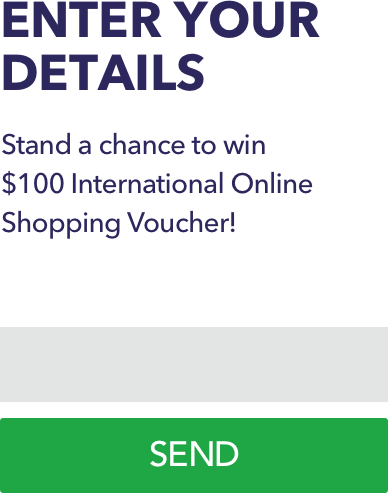 ENTER YOUR
DETAILS
Stand a chance to win
$100 International Online
Shopping Voucher!
SEND